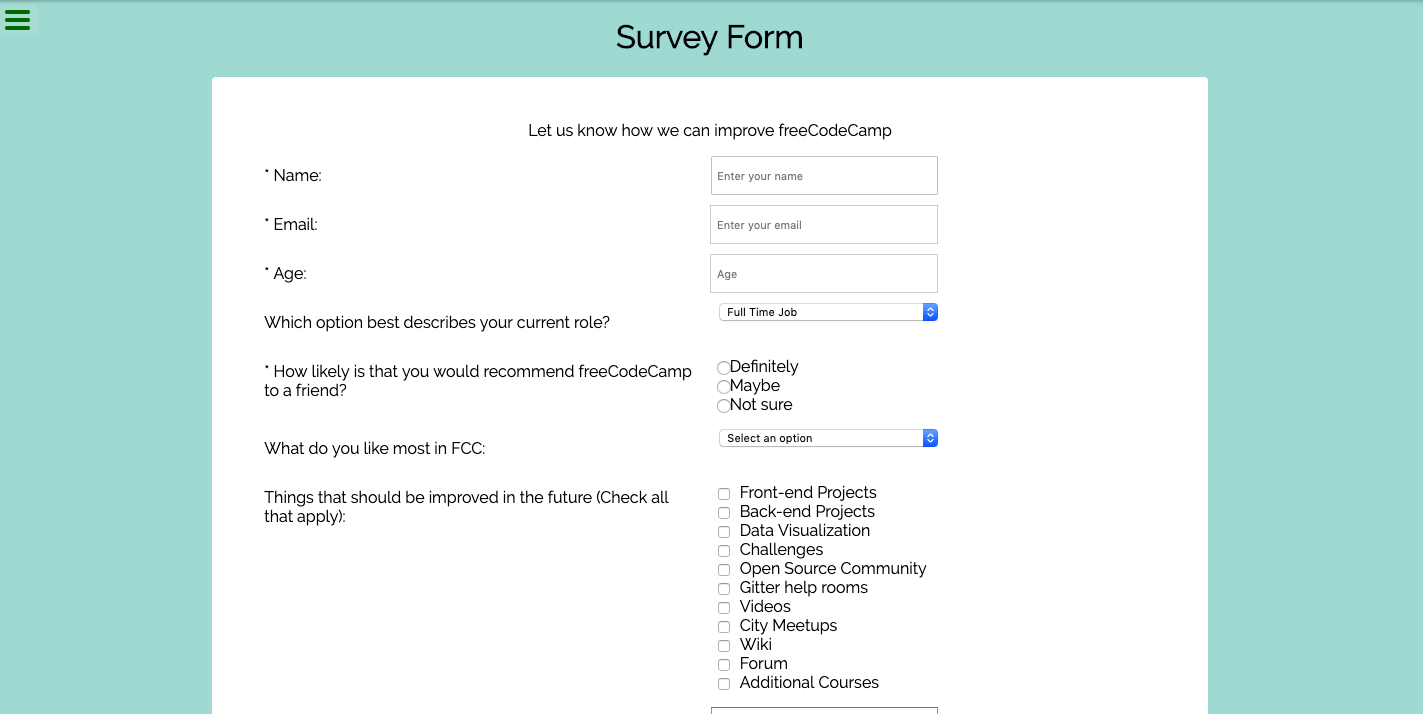 Survey Form
Let us know how we can improve freeCodeCamp
* Name:
Enter your name
* Email:
Enter your email
* Age:
Age
Which option best describes your current role?
Full Time Job
* How likely is that you would recommend freeCodeCamp
to a friend?
Definitely
Maybe
Not sure
What do you like most in FCC:
Select an option
Things that should be improved in the future (Check all
that apply):
Front-end Projects
Back-end Projects
Data Visualization
Challenges
Open Source Community
Gitter help rooms
Videos
City Meetups
Wiki
Forum
Additional Courses